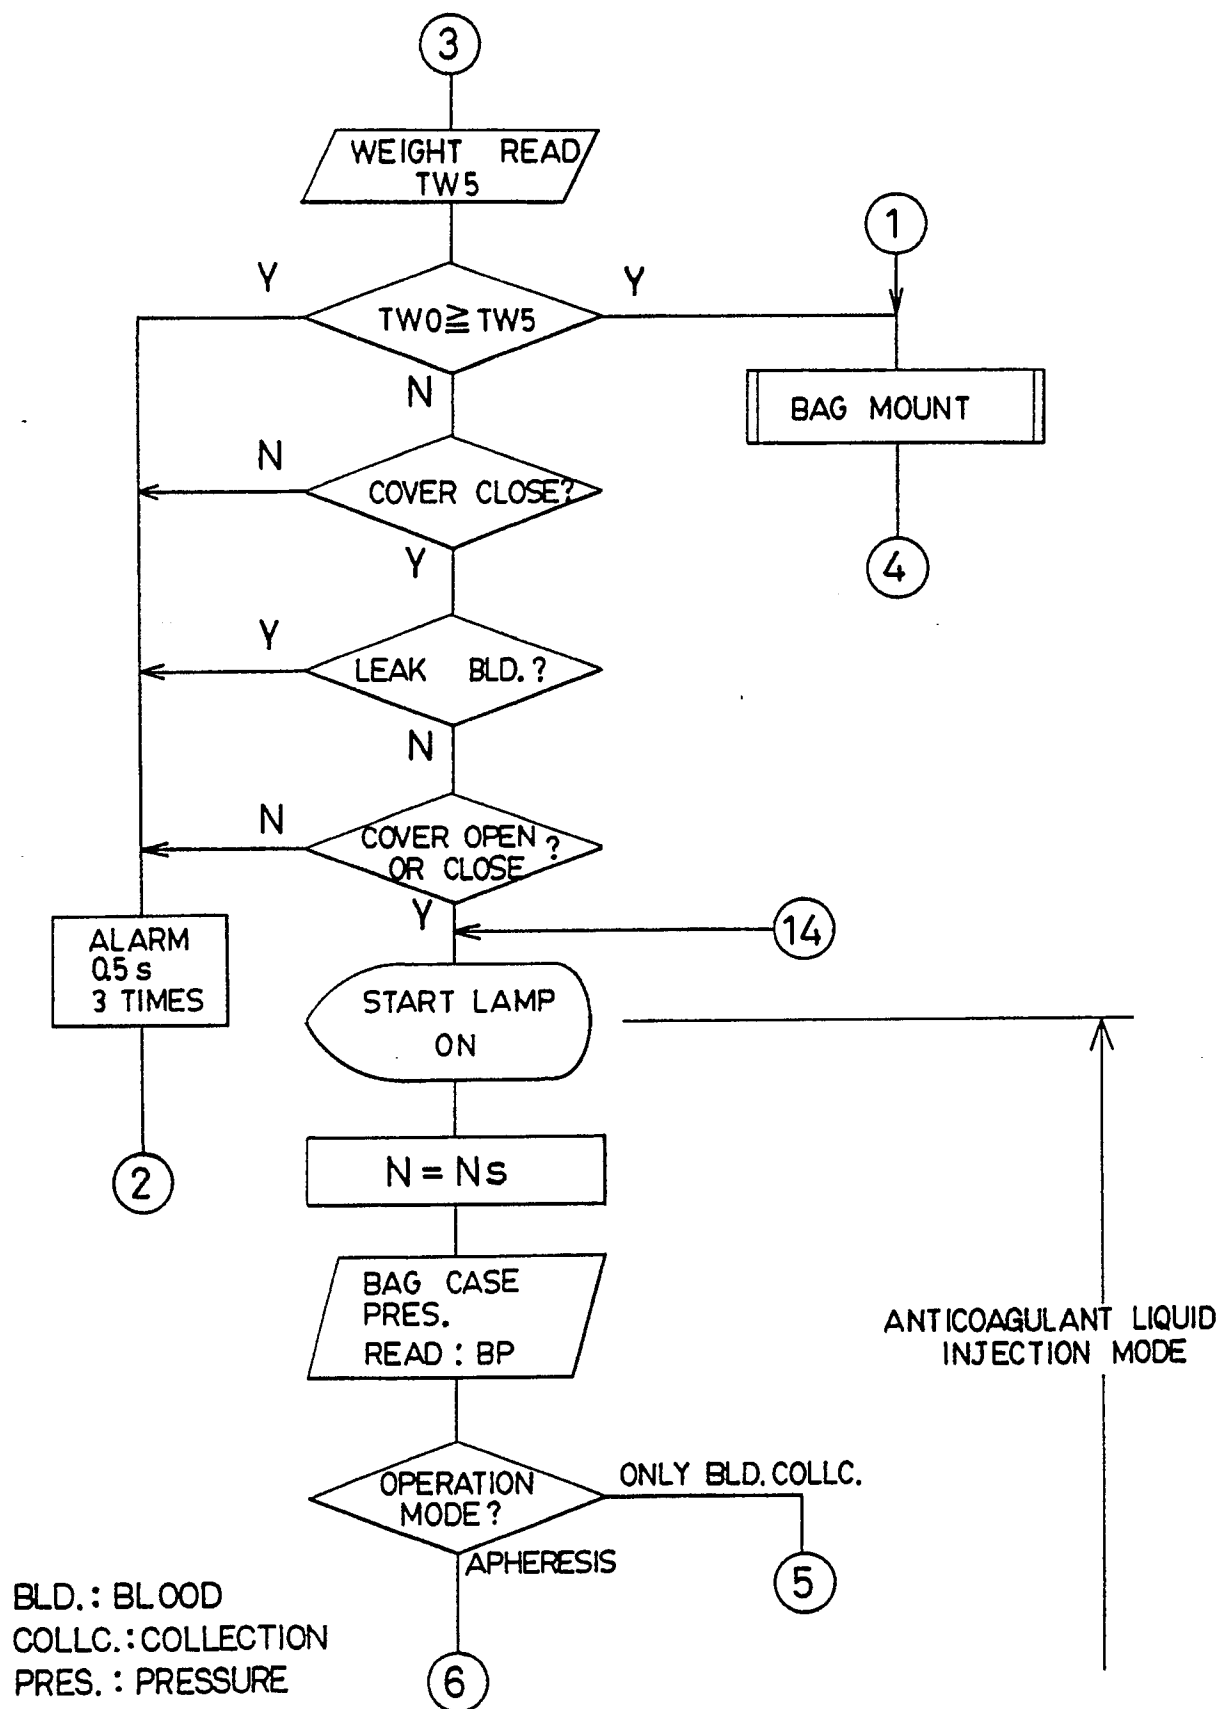 3
WEIGHT READ
TW5
1
Y
Y
TW0≧TW5
N
BAG MOUNT
N
COVER CLOSE?
4
Y
Y
LEAK BLD.?
N
N
COVER OPEN
OR CLOSE ?
Y
14
ALARM
0.5s
3 TIMES
START LAMP
ON
2
N=Ns
BAG CASE
PRES.
READ : BP
ANTICOAGULANT LIQUID
INJECTION MODE
OPERATION
MODE?
ONLY BLD. COLLC.
APHERESIS
5
BLD. : BLOOD
COLLC. : COLLECTION
PRES. : PRESSURE
6